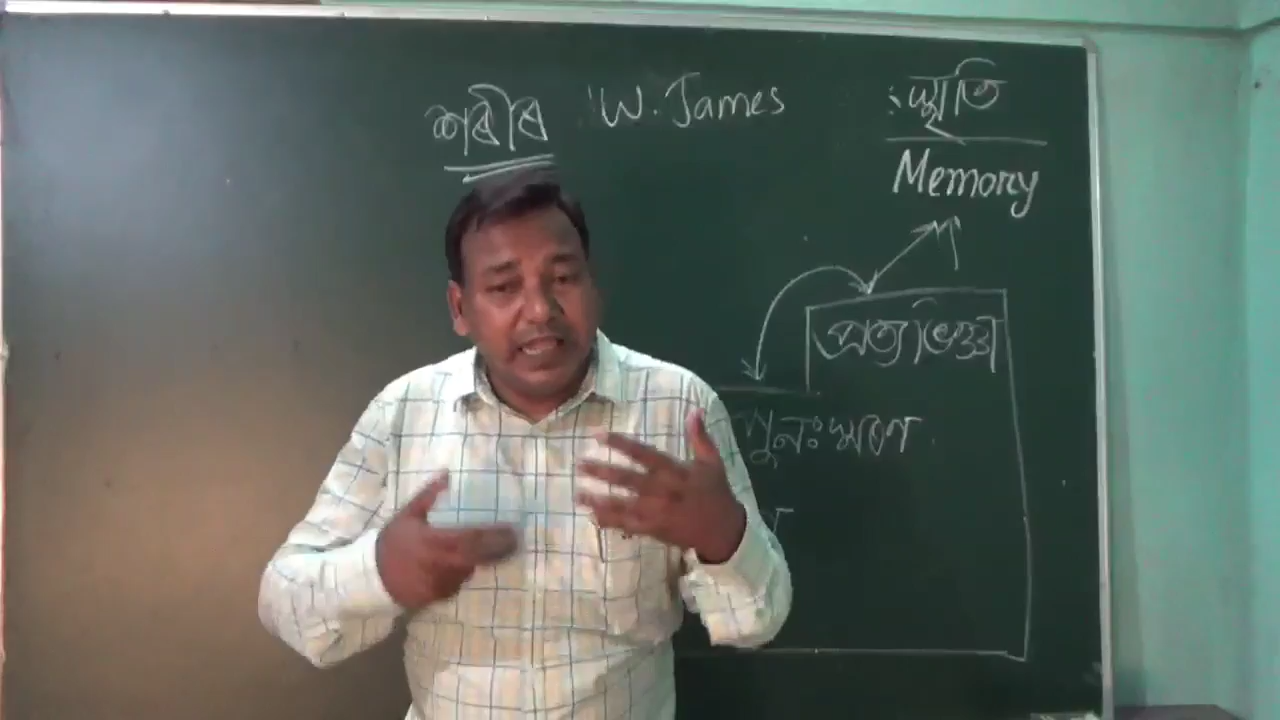 শৰীৰ W. James
স্মৃতি
Memory
প্ৰত্যভিজ্ঞা
পুনঃস্মৰণ